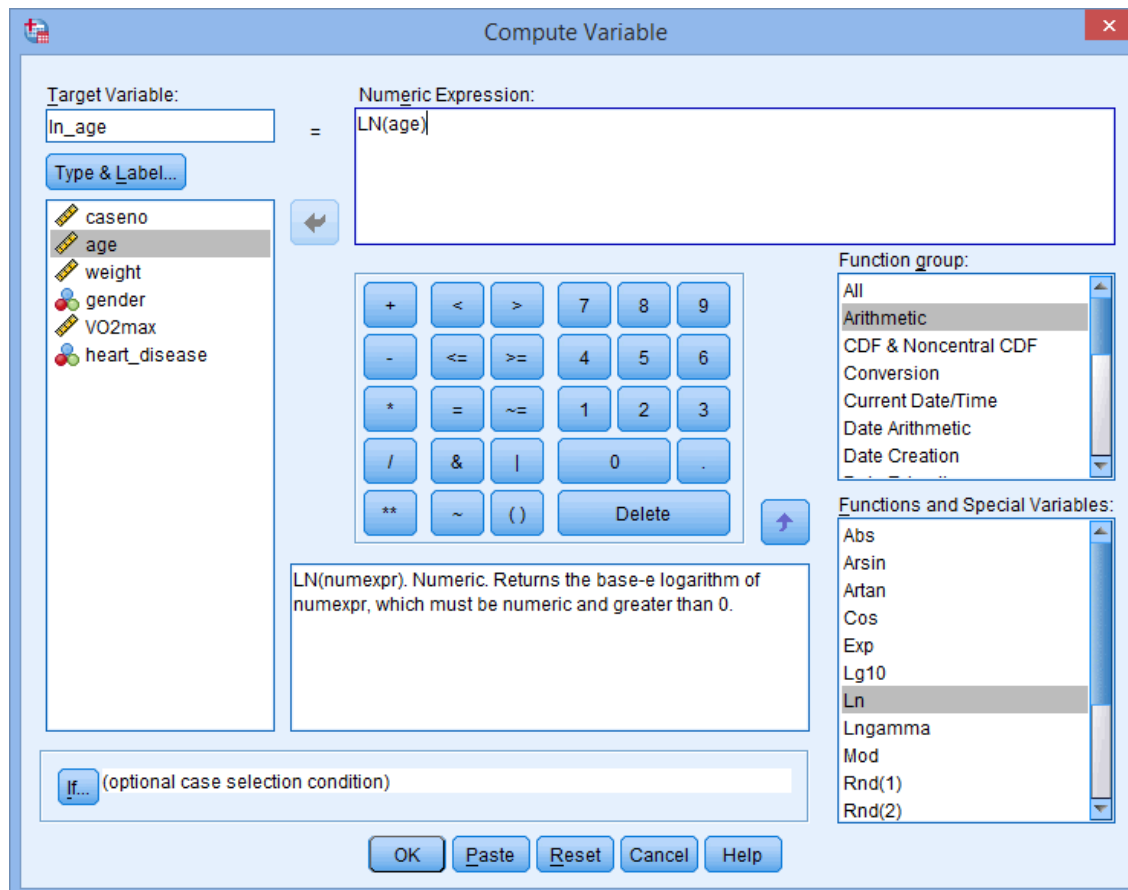 Compute Variable
Target Variable:
ln_age
=
Type & Label...
Numeric Expression:
LN(age)
caseno
age
weight
gender
VO2max
heart_disease
+ < > 7 8 9
- <= >= 4 5 6
* = ~= 1 2 3
/ & | 0 .
** ~ ( ) Delete
LN(numexpr). Numeric. Returns the base-e logarithm of
numexpr, which must be numeric and greater than 0.
Function group:
All
Arithmetic
CDF & Noncentral CDF
Conversion
Current Date/Time
Date Arithmetic
Date Creation
Functions and Special Variables:
Abs
Arsin
Artan
Cos
Exp
Lg10
Ln
Lngamma
Mod
Rnd(1)
Rnd(2)
If... (optional case selection condition)
OK Paste Reset Cancel Help